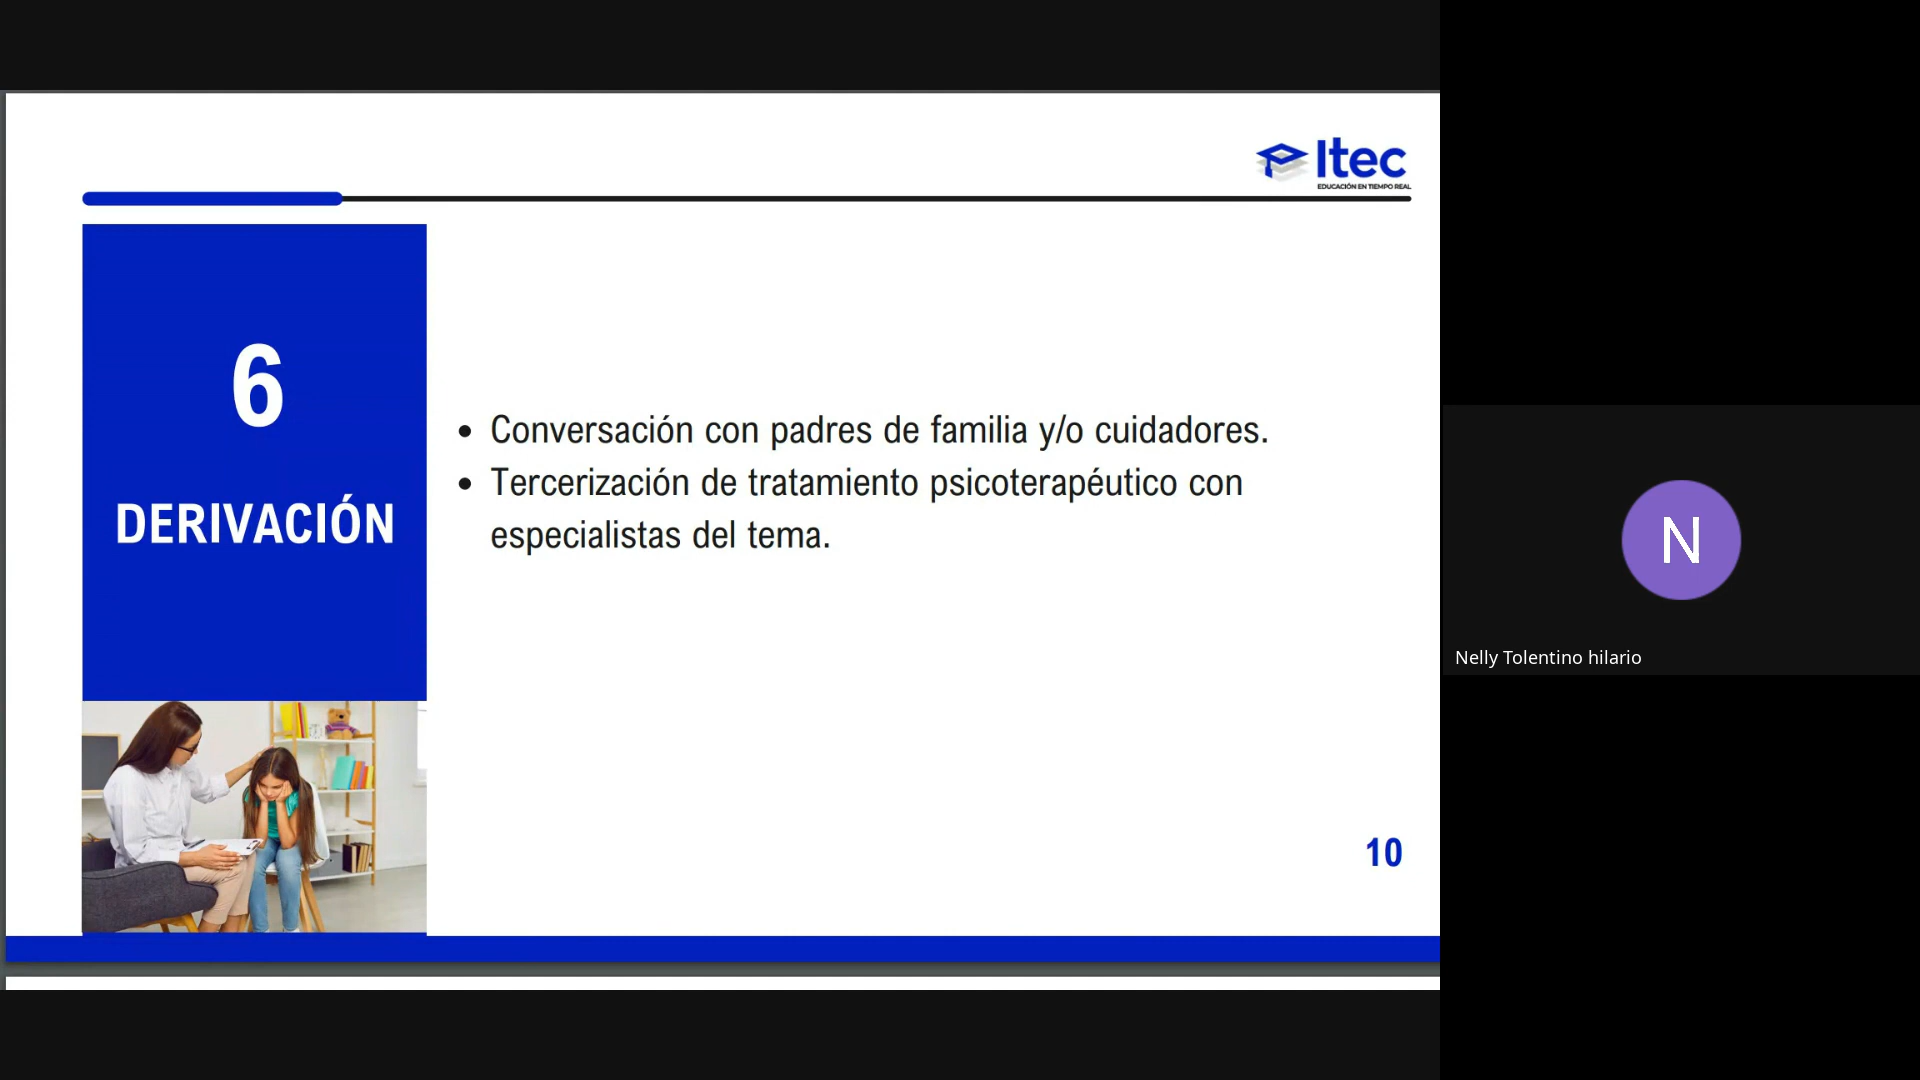 Itec
EDUCACIÓN EN TIEMPO REAL
6
DERIVACIÓN
• Conversación con padres de familia y/o cuidadores.
• Tercerización de tratamiento psicoterapéutico con
especialistas del tema.
10
N
Nelly Tolentino hilario